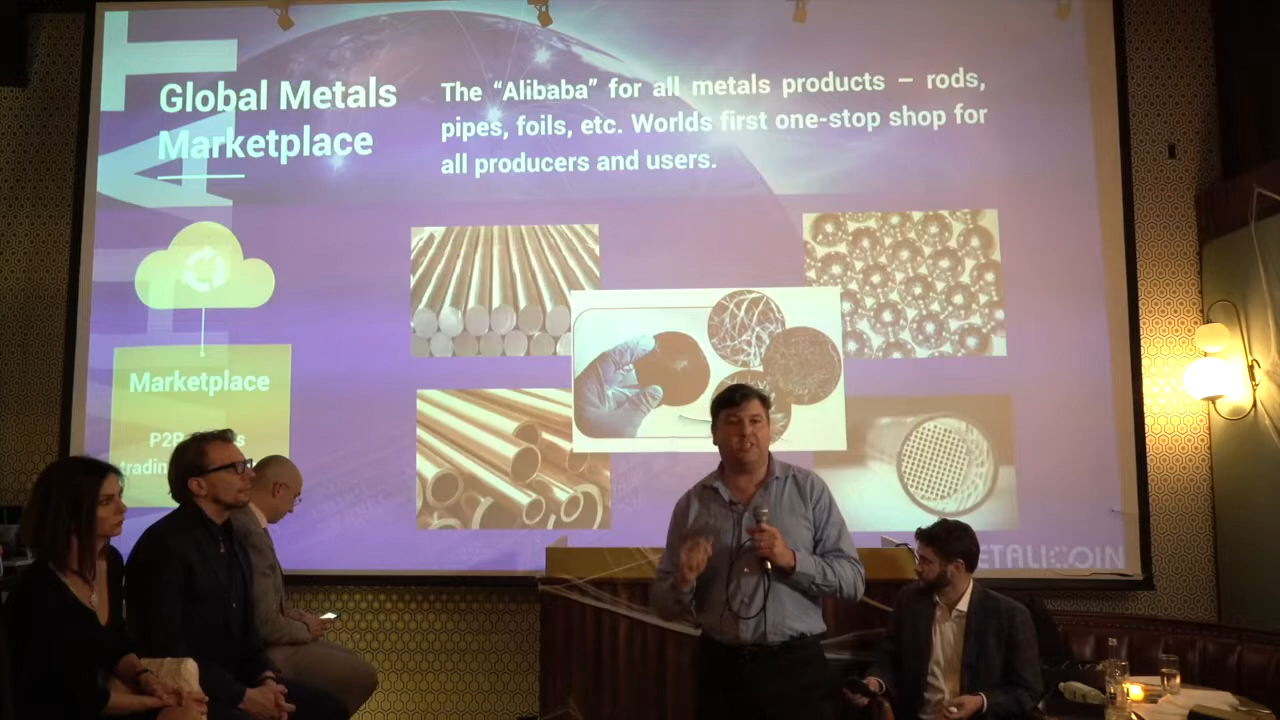 Global Metals
Marketplace
The “Alibaba” for all metals products – rods,
pipes, foils, etc. Worlds first one-stop shop for
all producers and users.
Marketplace
ETALICOIN